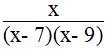 x
(x- 7)(x- 9)